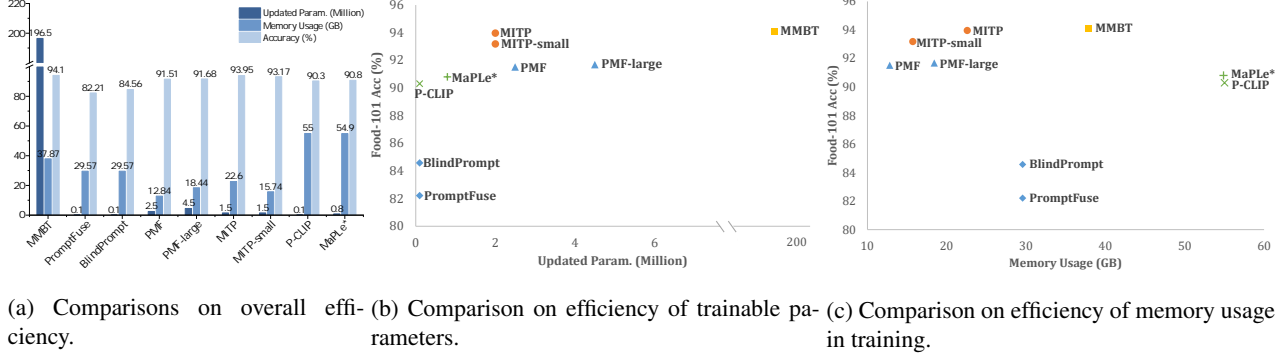 220
200
80
60
40
20
0
Updated Param. (Million)
Memory Usage (GB)
Accuracy (%)
196.5
37.87
94.1
0.1
29.57
82.21
0.1
29.57
84.56
2.5
12.84
91.51
4.5
18.44
91.68
1.5
22.6
93.95
1.5
15.74
93.17
0.1
55
90.3
0.8
54.9
90.8
MMBT
PromptFuse
BlindPrompt
PMF
PMF-large
MITP
MITP-small
P-CLIP
MaPLe*
Food-101 Acc (%)
96
94
92
90
88
86
84
82
80
MITP
MITP-small
MMBT
PMF
PMF-large
MaPLe*
P-CLIP
BlindPrompt
PromptFuse
0
2
4
6
200
Updated Param. (Million)
Food-101 Acc (%)
96
94
92
90
88
86
84
82
80
MITP
MITP-small
MMBT
PMF
PMF-large
MaPLe*
P-CLIP
BlindPrompt
PromptFuse
10
20
30
40
50
60
Memory Usage (GB)
(a) Comparisons on overall effi-
ciency.
(b) Comparison on efficiency of trainable pa-
rameters.
(c) Comparison on efficiency of memory usage
in training.